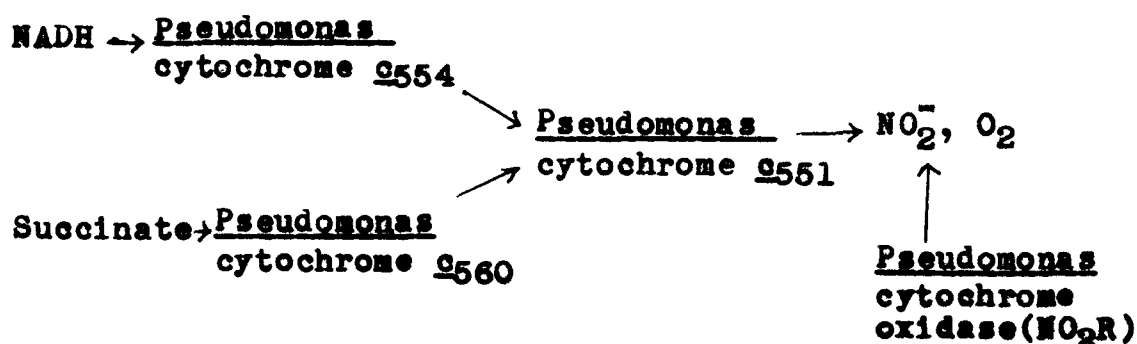 NADH → Pseudomonas
cytochrome c554
Pseudomonas → NO2-, O2
cytochrome c551
Succinate → Pseudomonas
cytochrome c560
Pseudomonas
cytochrome
oxidase(NO2R)